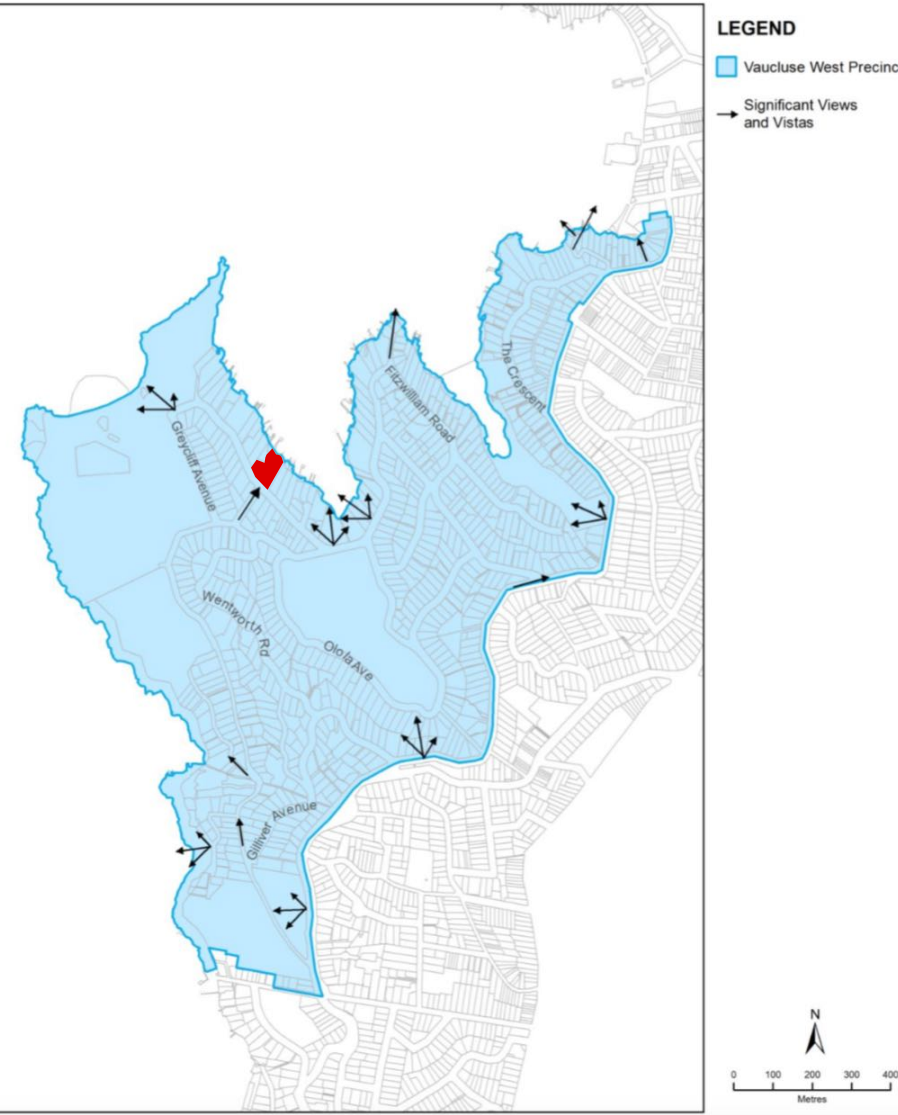 LEGEND
Vaucluse West Precinc
Significant Views
and Vistas
The Crescent
Fitzwilliam Road
Greycliff Avenue
Wentworth Rd
Olola Ave
Gilliver Avenue
N
0 100 200 300 400
Metres